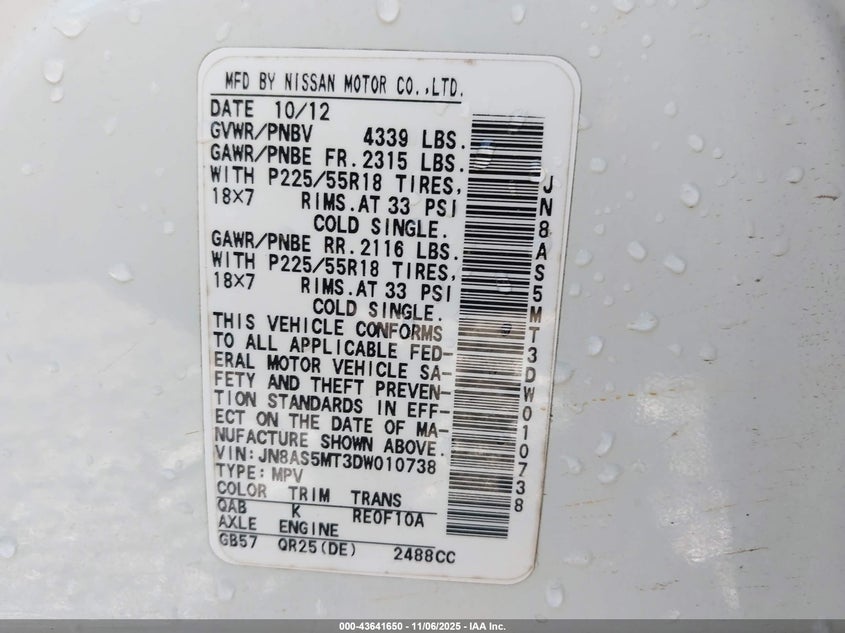 MFD BY NISSAN MOTOR CO.,LTD.
DATE 10/12
GVWR/PNBV 4339 LBS.
GAWR/PNBE FR. 2315 LBS.
WITH P225/55R18 TIRES,
18X7 RIMS.AT 33 PSI
COLD SINGLE.
GAWR/PNBE RR. 2116 LBS.
WITH P225/55R18 TIRES,
18X7 RIMS.AT 33 PSI
COLD SINGLE.
THIS VEHICLE CONFORMS
TO ALL APPLICABLE FED-
ERAL MOTOR VEHICLE SA-
FETY AND THEFT PREVEN-
TION STANDARDS IN EFF-
ECT ON THE DATE OF MA-
NUFACTURE SHOWN ABOVE.
VIN:JN8AS5MT3DW010738
TYPE:MPV
COLOR TRIM TRANS
QAB K RE0F10A
AXLE ENGINE
GB57 QR25(DE) 2488CC
JN8AS5MT3DW010738
000-43641650 - 11/06/2025 - IAA Inc.